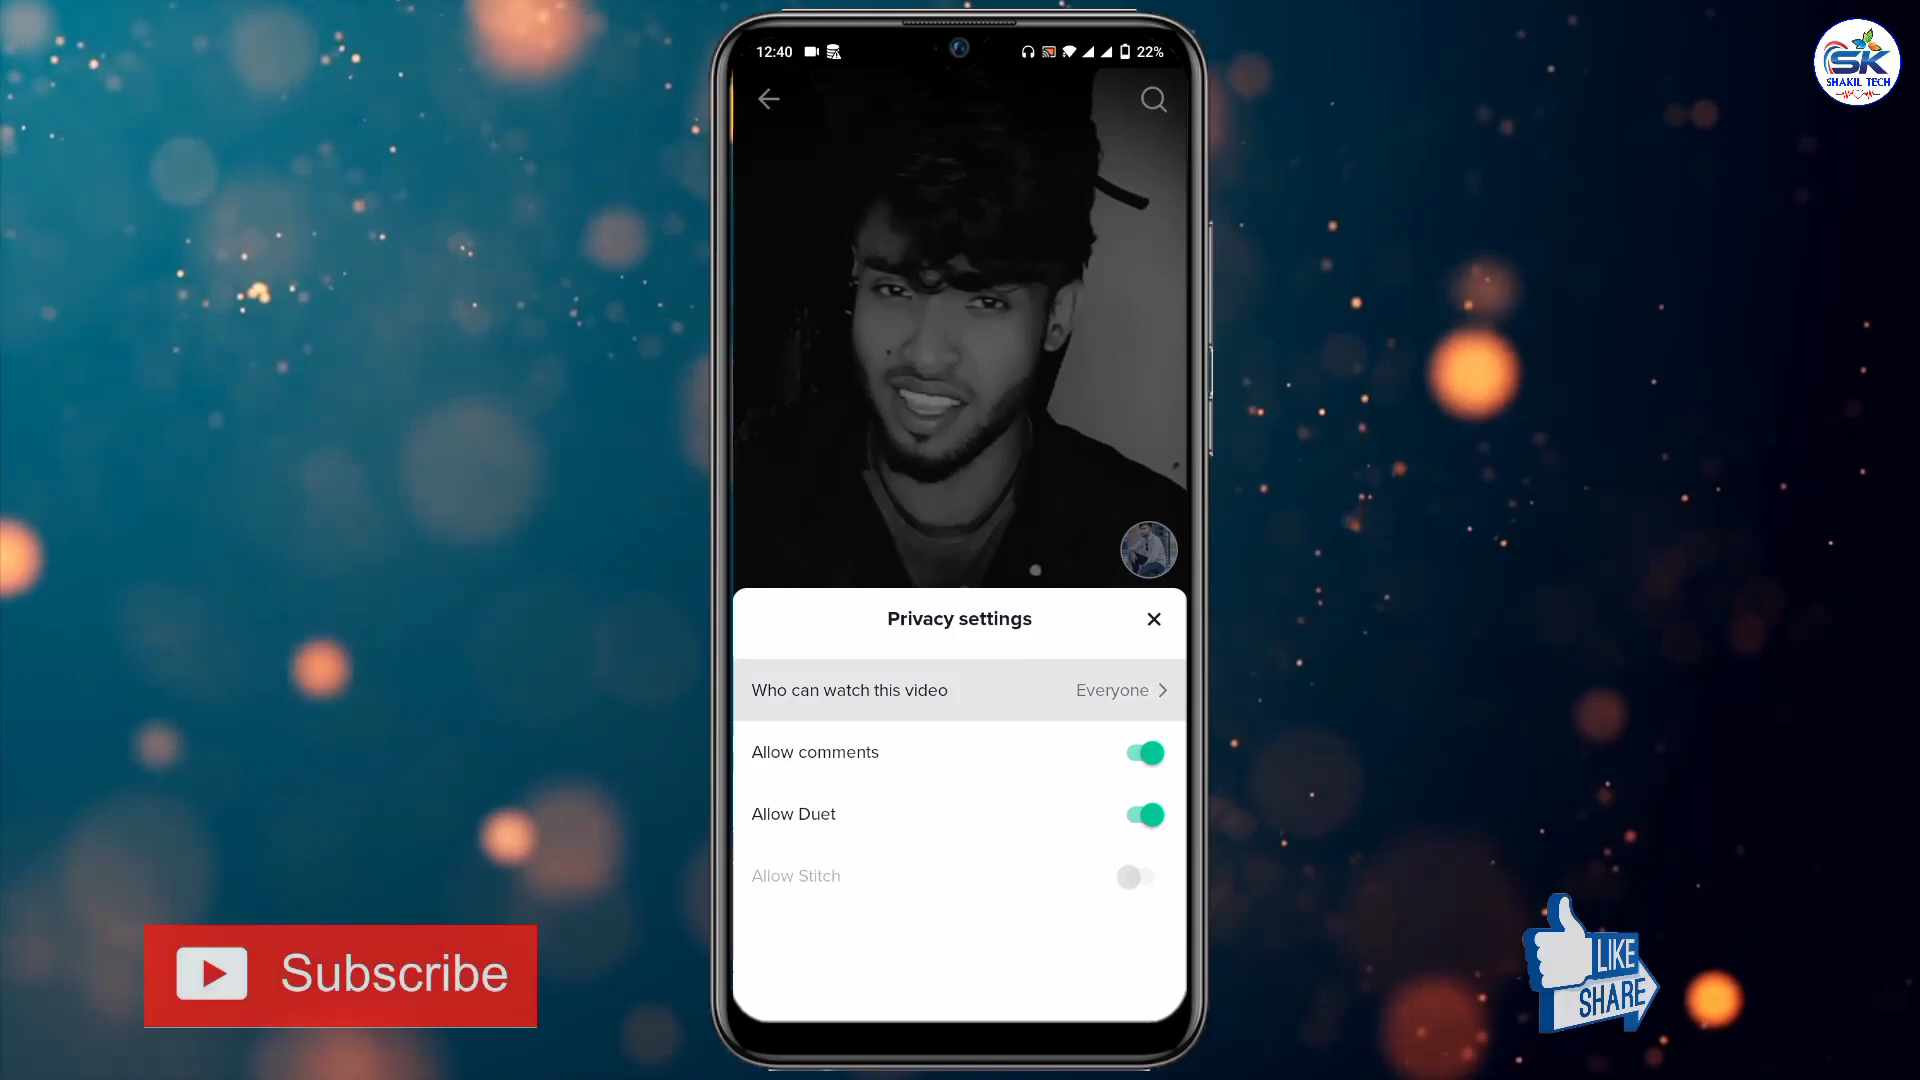 12:40
22%
SK
SHAKIL TECH
Privacy settings
Who can watch this video
Everyone
Allow comments
Allow Duet
Allow Stitch
Subscribe
LIKE
SHARE